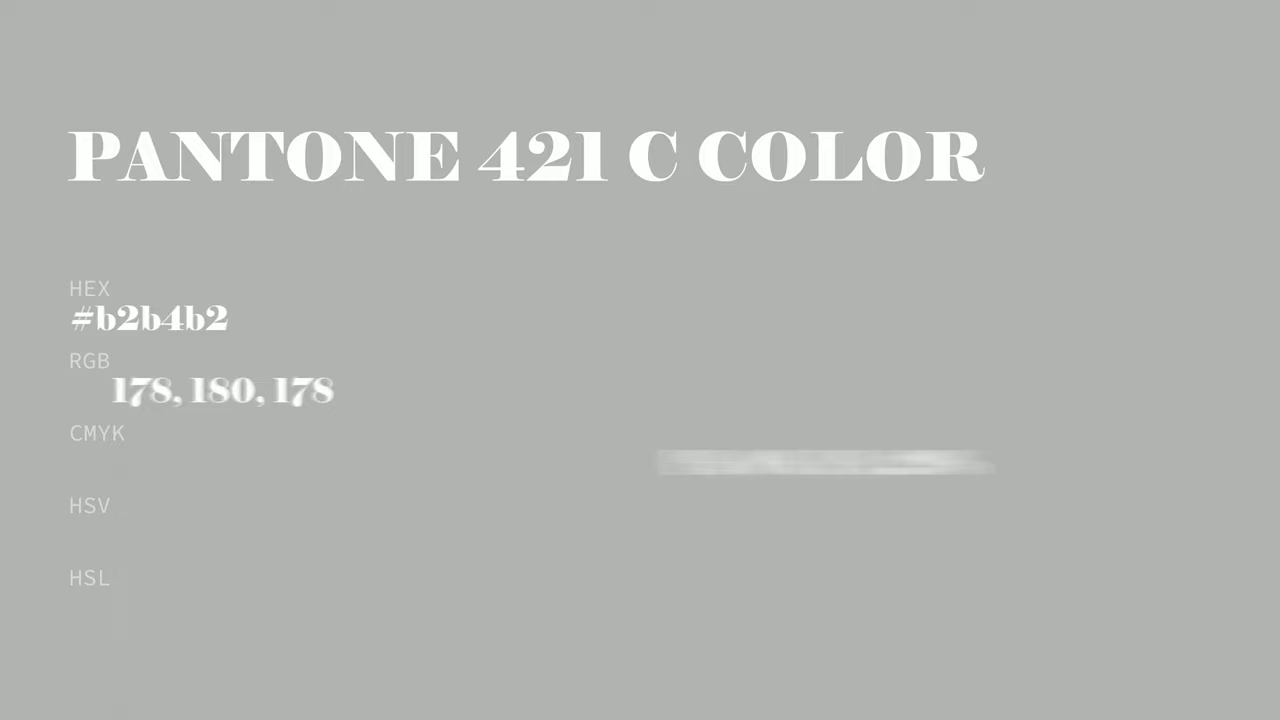 PANTONE 421 C COLOR
HEX
#b2b4b2
RGB
178, 180, 178
CMYK
HSV
HSL